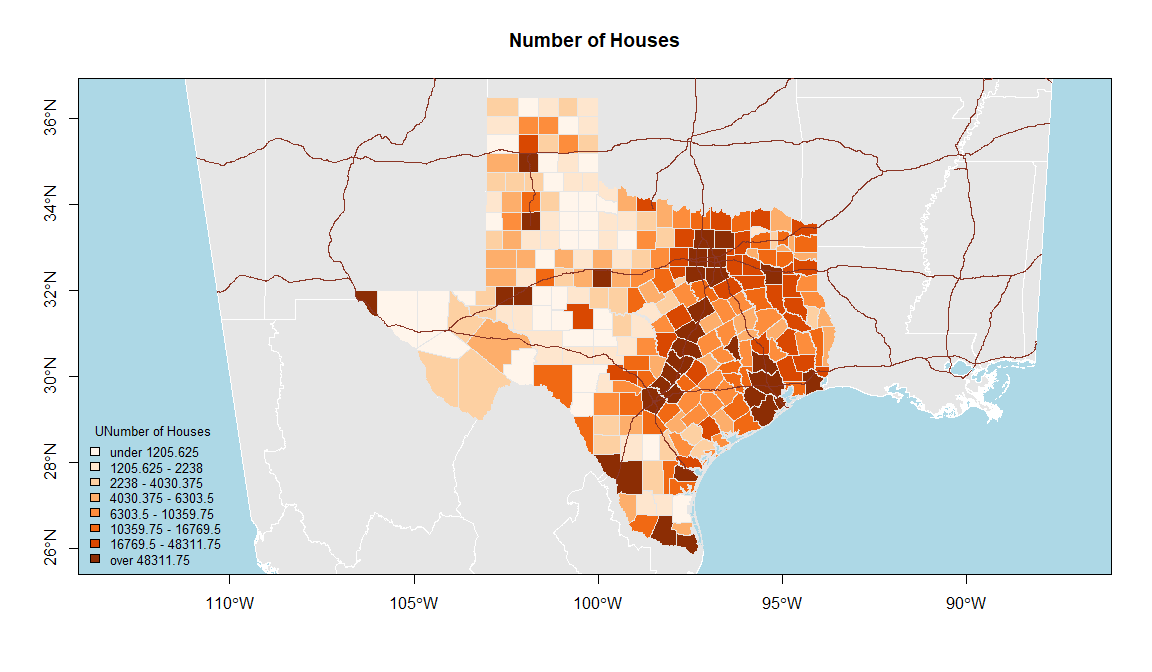 Number of Houses
36°N
34°N
32°N
30°N
28°N
26°N
UNumber of Houses
under 1205.625
1205.625 - 2238
2238 - 4030.375
4030.375 - 6303.5
6303.5 - 10359.75
10359.75 - 16769.5
16769.5 - 48311.75
over 48311.75
110°W
105°W
100°W
95°W
90°W